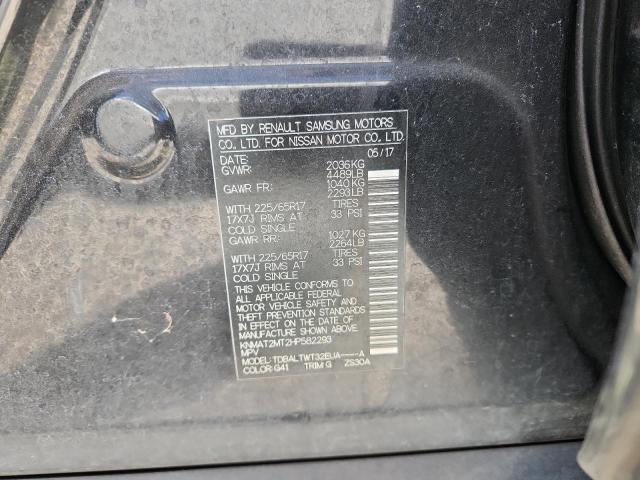 MFD BY RENAULT SAMSUNG MOTORS
CO., LTD. FOR NISSAN MOTOR CO., LTD.
DATE: 05/17
GVWR: 2036KG
4489LB
GAWR FR: 1040KG
2293LB
WITH 225/65R17 TIRES
17X7J RIMS AT 33 PSI
COLD SINGLE
GAWR RR: 1027KG
2264LB
WITH 225/65R17 TIRES
17X7J RIMS AT 33 PSI
COLD SINGLE
THIS VEHICLE CONFORMS TO
ALL APPLICABLE FEDERAL
MOTOR VEHICLE SAFETY AND
THEFT PREVENTION STANDARDS
IN EFFECT ON THE DATE OF
MANUFACTURE SHOWN ABOVE.
KNMAT2MT2HP582293
MPV
MODEL: TDBALTWT32EUA-----A
COLOR: G41 TRIM: G ZS30A